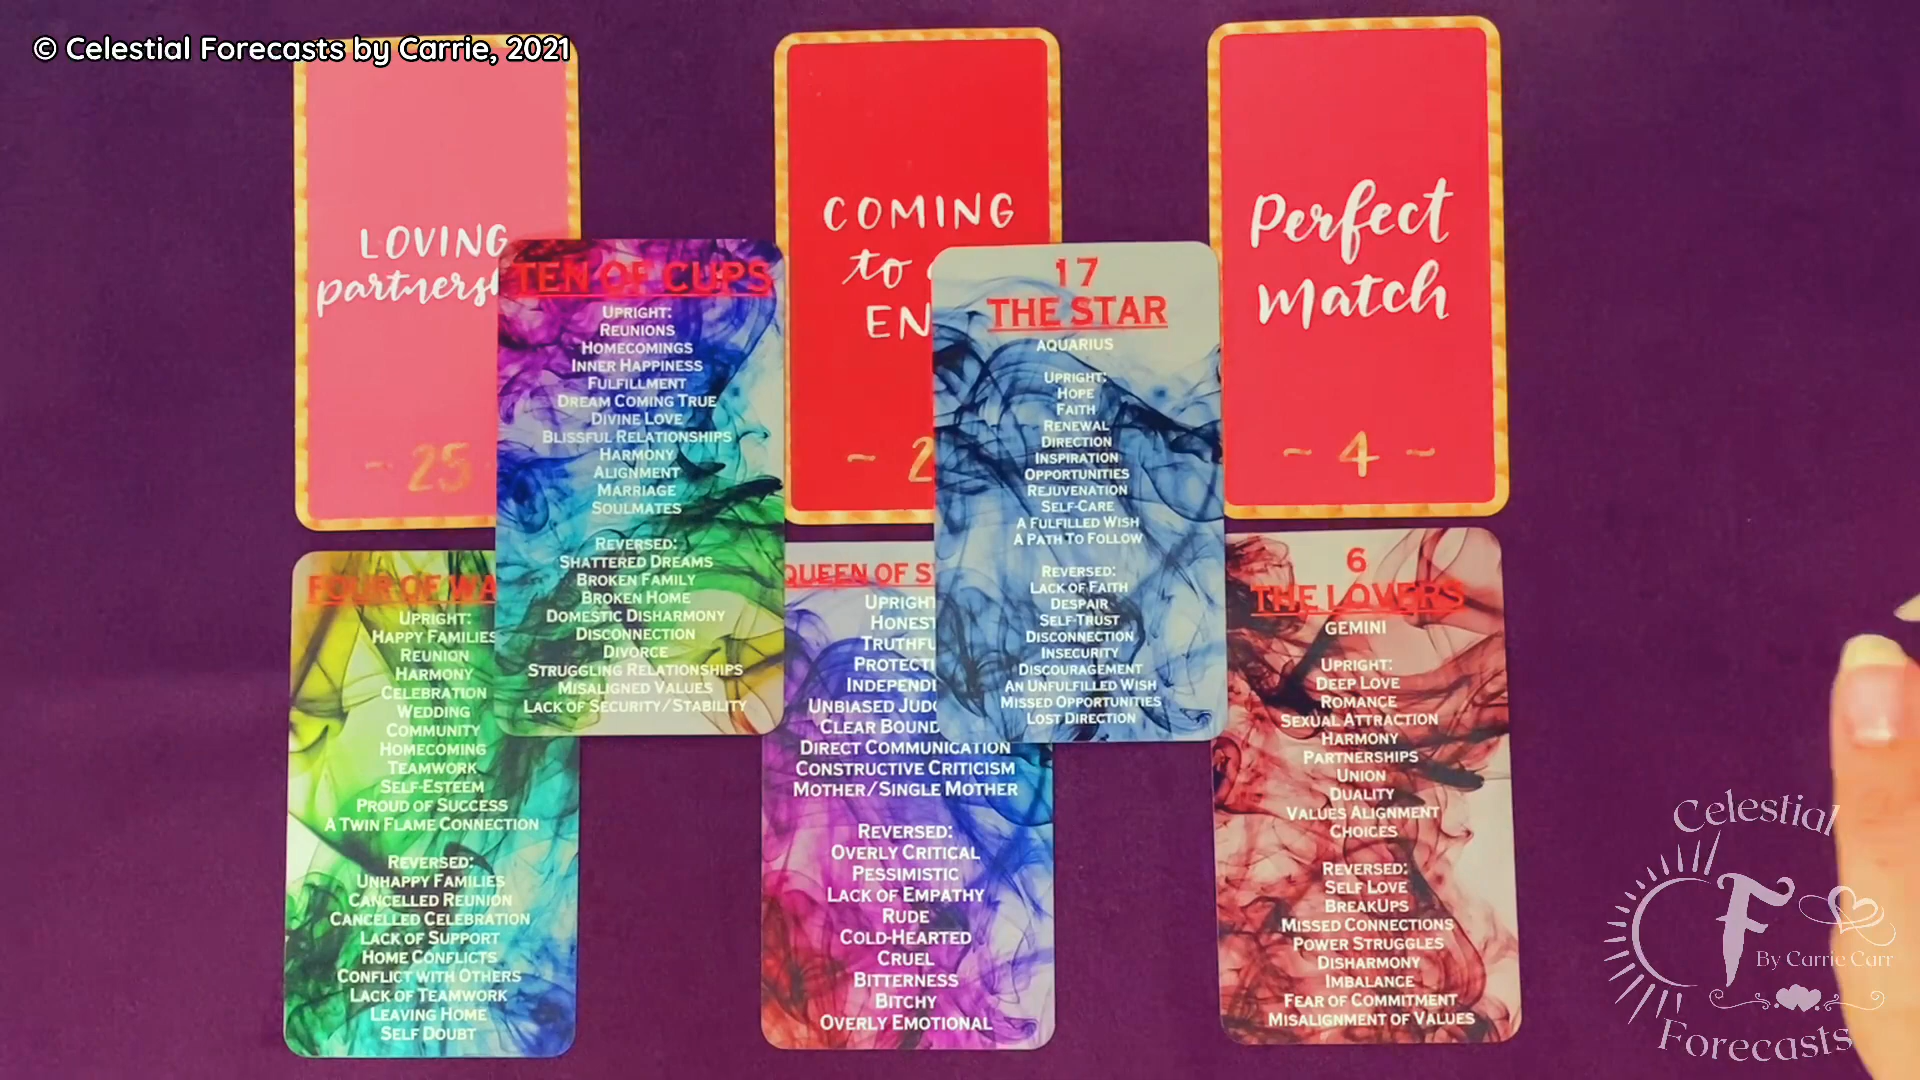 © Celestial Forecasts by Carrie, 2021
LOVING
COMING
to
Perfect
Match
~ 25
~ 4 ~
TEN OF CUPS
UPRIGHT:
REUNIONS
HOMECOMINGS
INNER HAPPINESS
FULFILLMENT
DREAM COMING TRUE
DIVINE LOVE
BLISSFUL RELATIONSHIPS
HARMONY
ALIGNMENT
MARRIAGE
SOULMATES
REVERSED:
SHATTERED DREAMS
BROKEN FAMILY
BROKEN HOME
DOMESTIC DISHARMONY
DISCONNECTION
DIVORCE
STRUGGLING RELATIONSHIPS
MISALIGNED VALUES
LACK OF SECURITY/STABILITY
17
THE STAR
AQUARIUS
UPRIGHT:
HOPE
FAITH
RENEWAL
DIRECTION
INSPIRATION
OPPORTUNITIES
REJUVENATION
SELF-CARE
A FULFILLED WISH
A PATH TO FOLLOW
REVERSED:
LACK OF FAITH
DESPAIR
SELF-TRUST
DISCONNECTION
INSECURITY
DISCOURAGEMENT
AN UNFULFILLED WISH
MISSED OPPORTUNITIES
LOST DIRECTION
FOUR OF
UPRIGHT:
HAPPY FAMILIES
REUNION
HARMONY
CELEBRATION
WEDDING
COMMUNITY
HOMECOMING
TEAMWORK
SELF-ESTEEM
PROUD OF SUCCESS
A TWIN FLAME CONNECTION
REVERSED:
UNHAPPY FAMILIES
CANCELLED REUNION
CANCELLED CELEBRATION
LACK OF SUPPORT
HOME CONFLICTS
CONFLICT WITH OTHERS
LACK OF TEAMWORK
LEAVING HOME
SELF DOUBT
QUEEN OF
UPRIGHT
HONEST
CLEAR
DIRECT COMMUNICATION
CONSTRUCTIVE CRITICISM
MOTHER/SINGLE MOTHER
REVERSED:
OVERLY CRITICAL
PESSIMISTIC
LACK OF EMPATHY
RUDE
COLD-HEARTED
CRUEL
BITTERNESS
BITCHY
OVERLY EMOTIONAL
6
THE LOVERS
GEMINI
UPRIGHT:
DEEP LOVE
ROMANCE
SEXUAL ATTRACTION
HARMONY
PARTNERSHIPS
UNION
DUALITY
VALUES ALIGNMENT
CHOICES
REVERSED:
SELF LOVE
BREAKUPS
MISSED CONNECTIONS
POWER STRUGGLES
DISHARMONY
IMBALANCE
FEAR OF COMMITMENT
MISALIGNMENT OF VALUES
Celestial
CF
By Carrie Carr
Forecasts